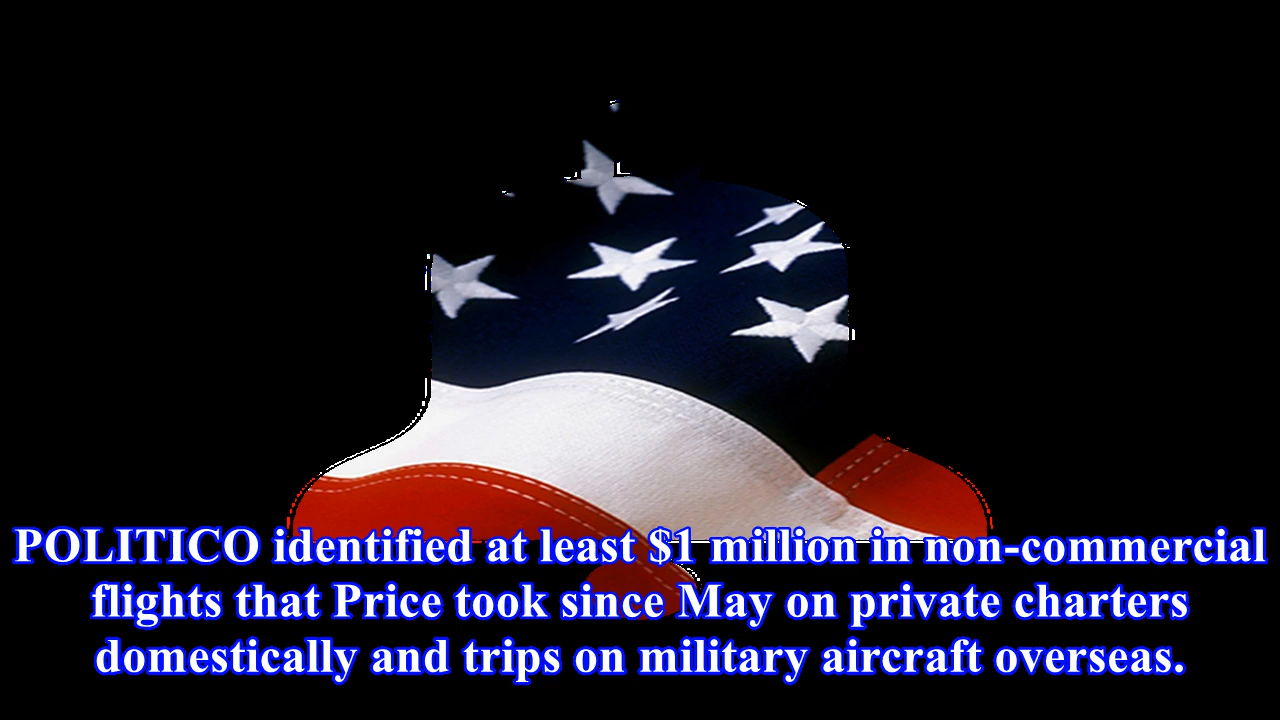 POLITICO identified at least $1 million in non-commercial
flights that Price took since May on private charters
domestically and trips on military aircraft overseas.